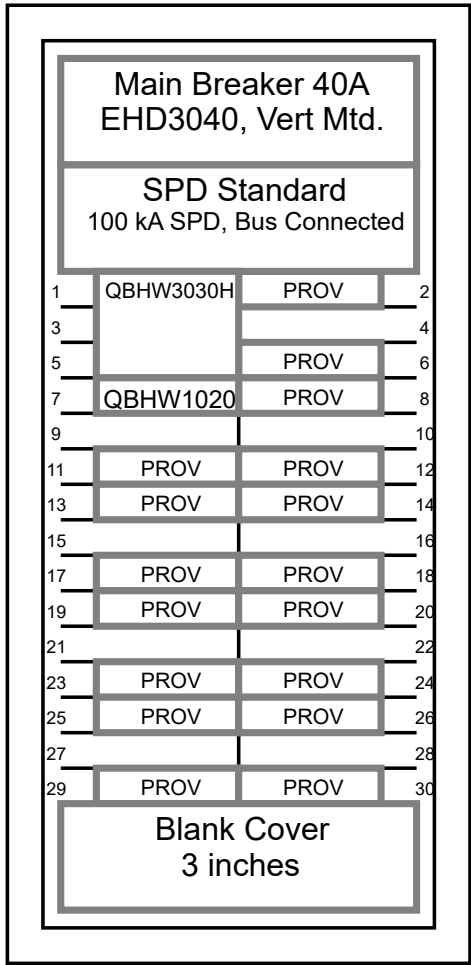 Main Breaker 40A
EHD3040, Vert Mtd.
SPD Standard
100 kA SPD, Bus Connected
1 QBHW3030H PROV 2
3 4
5 PROV 6
7 QBHW1020 PROV 8
9 10
11 PROV PROV 12
13 PROV PROV 14
15 16
17 PROV PROV 18
19 PROV PROV 20
21 22
23 PROV PROV 24
25 PROV PROV 26
27 28
29 PROV PROV 30
Blank Cover
3 inches